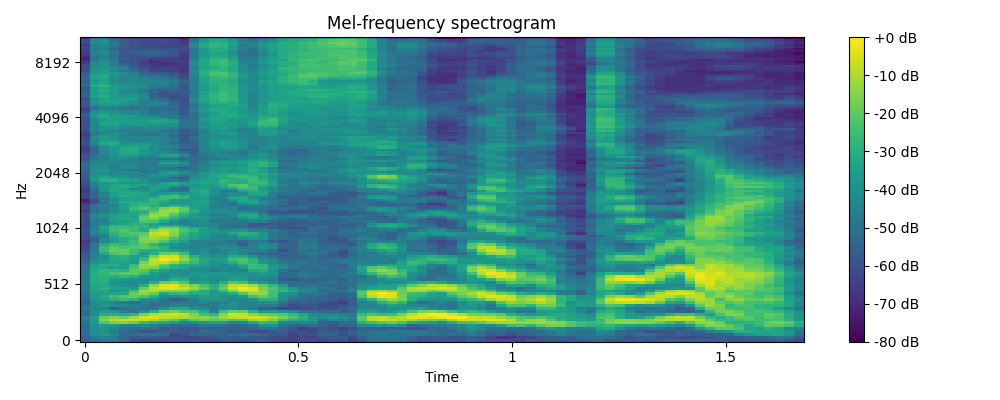 Mel-frequency spectrogram
+0 dB
8192
-10 dB
4096
-20 dB
-30 dB
2048
Hz
-40 dB
1024
-50 dB
512
-60 dB
-70 dB
0
-80 dB
0 0.5 1 1.5
Time